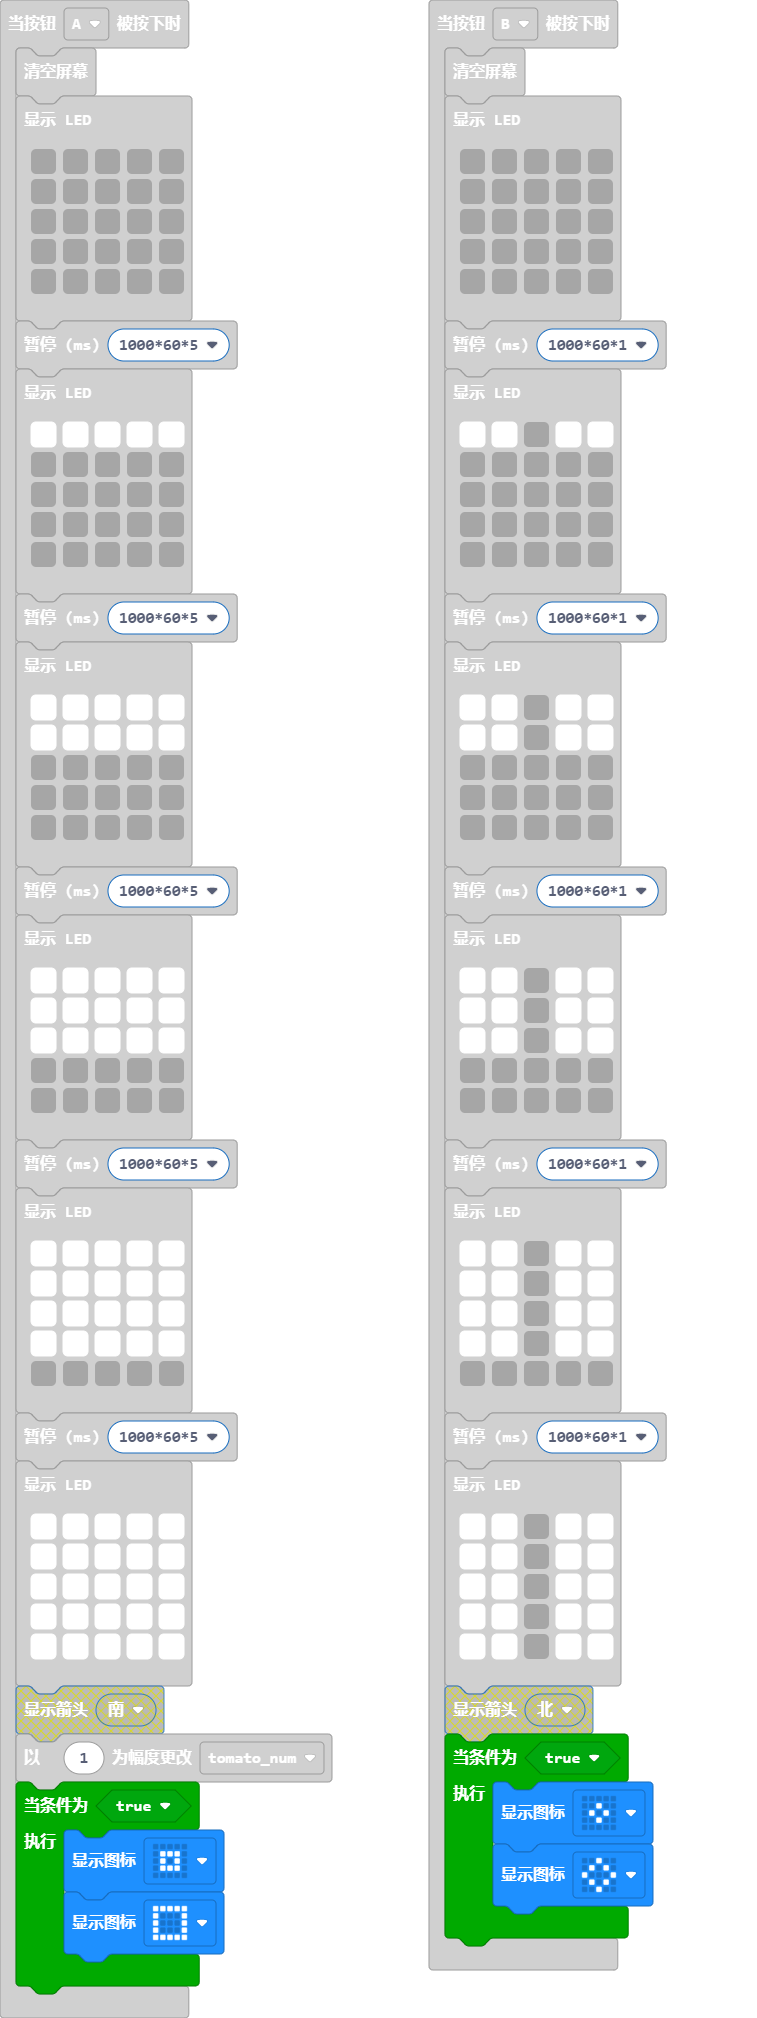 当按钮 A 被按下时
清空屏幕
显示 LED
暂停 (ms) 1000*60*5
显示 LED
暂停 (ms) 1000*60*5
显示 LED
暂停 (ms) 1000*60*5
显示 LED
暂停 (ms) 1000*60*5
显示 LED
暂停 (ms) 1000*60*5
显示 LED
显示箭头 南
以 1 为幅度更改 tomato_num
当条件为 true
执行
显示图标
显示图标
当按钮 B 被按下时
清空屏幕
显示 LED
暂停 (ms) 1000*60*1
显示 LED
暂停 (ms) 1000*60*1
显示 LED
暂停 (ms) 1000*60*1
显示 LED
暂停 (ms) 1000*60*1
显示 LED
暂停 (ms) 1000*60*1
显示 LED
显示箭头 北
当条件为 true
执行
显示图标
显示图标